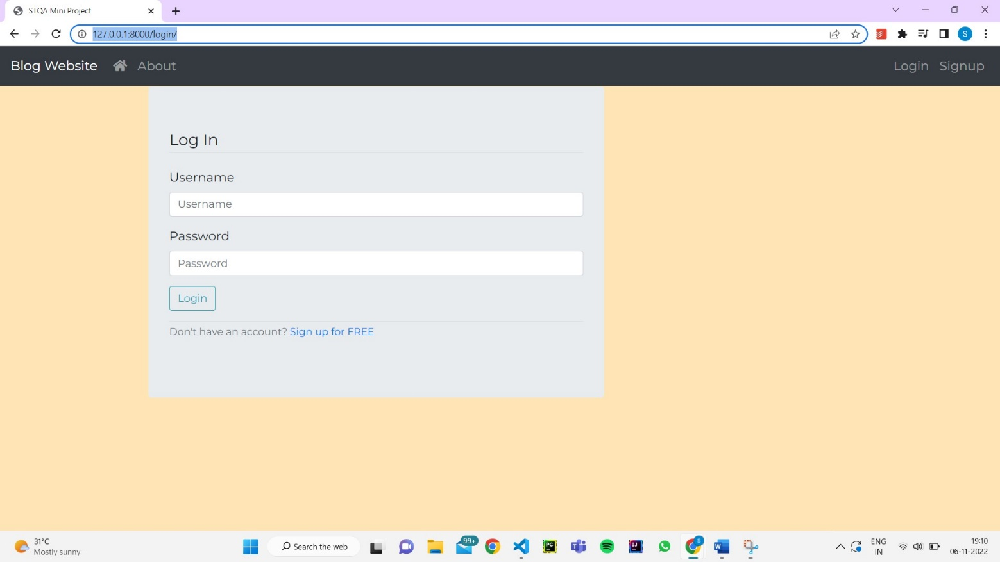 STQA Mini Project
127.0.0.1:8000/login/
S
Blog Website About Login Signup
Log In
Username
Username
Password
Password
Login
Don't have an account? Sign up for FREE
31°C
Mostly sunny
Search the web
99+
PC
T
IJ
S
W
ENG
IN
19:10
06-11-2022